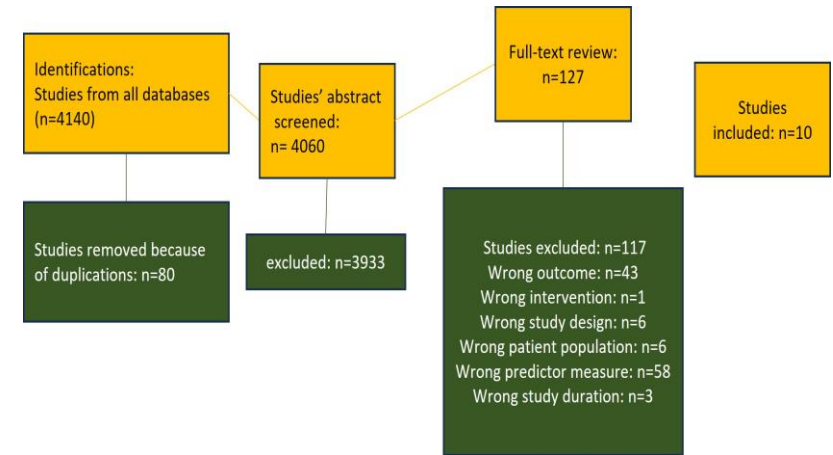 Identifications:
Studies from all databases
(n=4140)
Studies removed because
of duplications: n=80
Studies' abstract
screened:
n= 4060
excluded: n=3933
Full-text review:
n=127
Studies excluded: n=117
Wrong outcome: n=43
Wrong intervention: n=1
Wrong study design: n=6
Wrong patient population: n=6
Wrong predictor measure: n=58
Wrong study duration: n=3
Studies
included: n=10